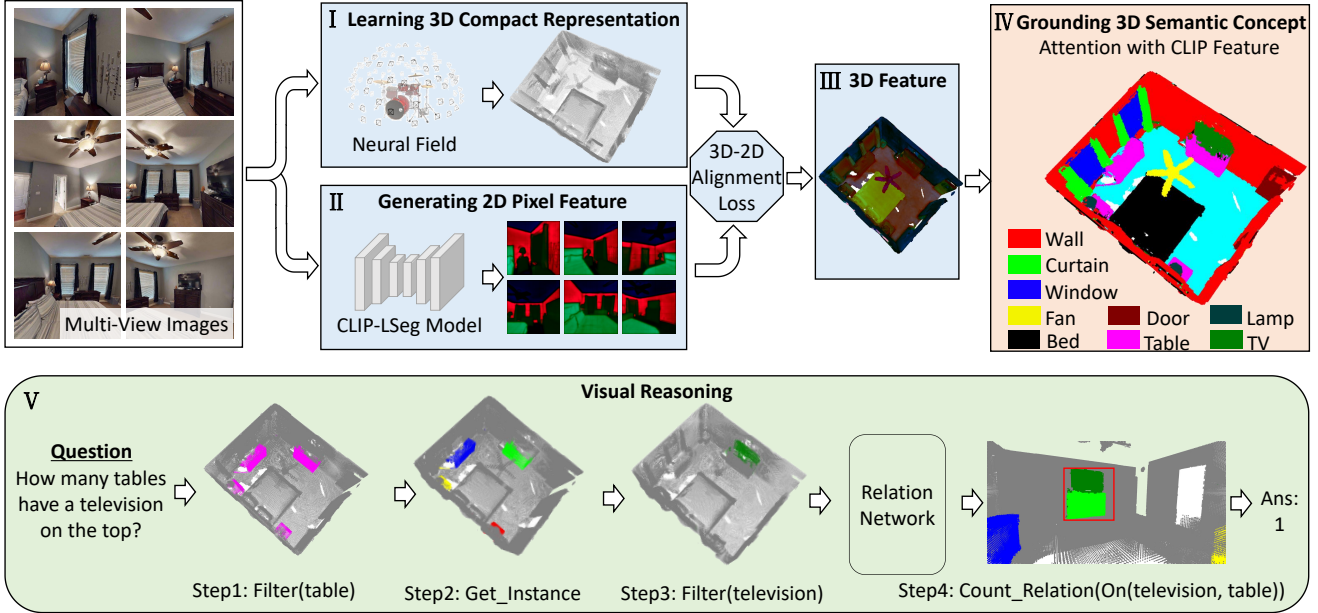 Multi-View Images
Ⅰ Learning 3D Compact Representation
Neural Field
Ⅱ Generating 2D Pixel Feature
CLIP-LSeg Model
3D-2D
Alignment
Loss
Ⅲ 3D Feature
Ⅳ Grounding 3D Semantic Concept
Attention with CLIP Feature
Wall
Curtain
Window
Fan Door Lamp
Bed Table TV
Ⅴ Visual Reasoning
Question
How many tables
have a television
on the top?
Step1: Filter(table)
Step2: Get_Instance
Step3: Filter(television)
Relation
Network
Step4: Count_Relation(On(television, table))
Ans:
1